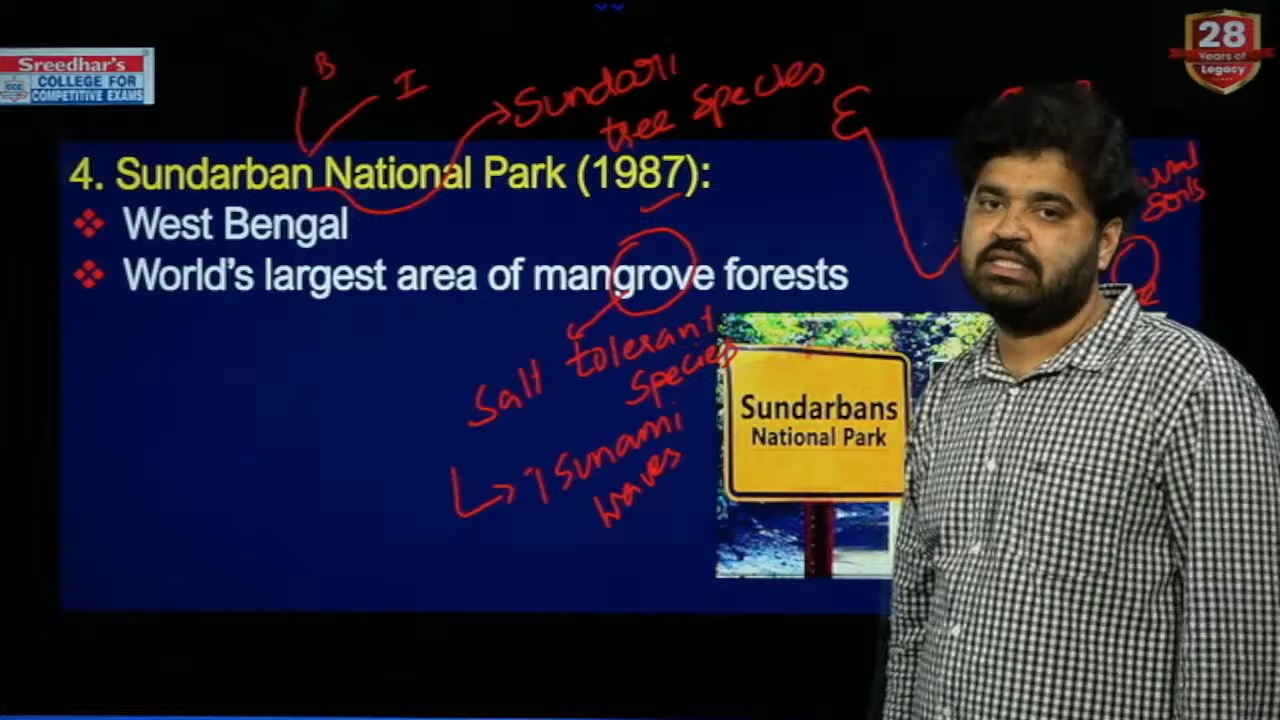 Sreedhar's
CCE
COLLEGE FOR
COMPETITIVE EXAMS
28
Years of
Legacy
B
I
Sundari
tree species
4. Sundarban National Park (1987):
❖ West Bengal
❖ World's largest area of mangrove forests
Salt tolerant
species
Tsunami
waves
Sundarbans
National Park